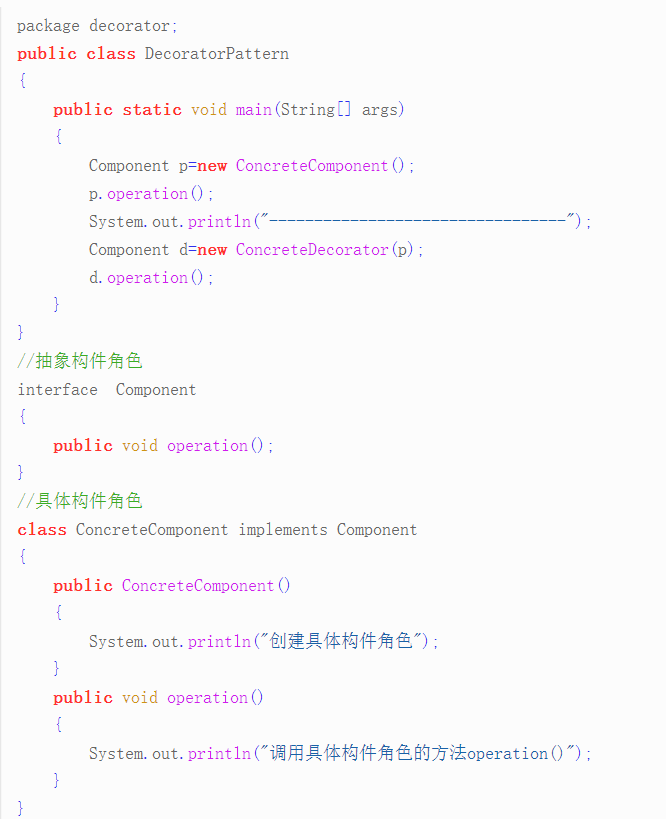 package decorator;
public class DecoratorPattern
{
    public static void main(String[] args)
    {
        Component p=new ConcreteComponent();
        p.operation();
        System.out.println("---------------------------------");
        Component d=new ConcreteDecorator(p);
        d.operation();
    }
}
//抽象构件角色
interface  Component
{
    public void operation();
}
//具体构件角色
class ConcreteComponent implements Component
{
    public ConcreteComponent()
    {
        System.out.println("创建具体构件角色");
    }
    public void operation()
    {
        System.out.println("调用具体构件角色的方法operation()");
    }
}